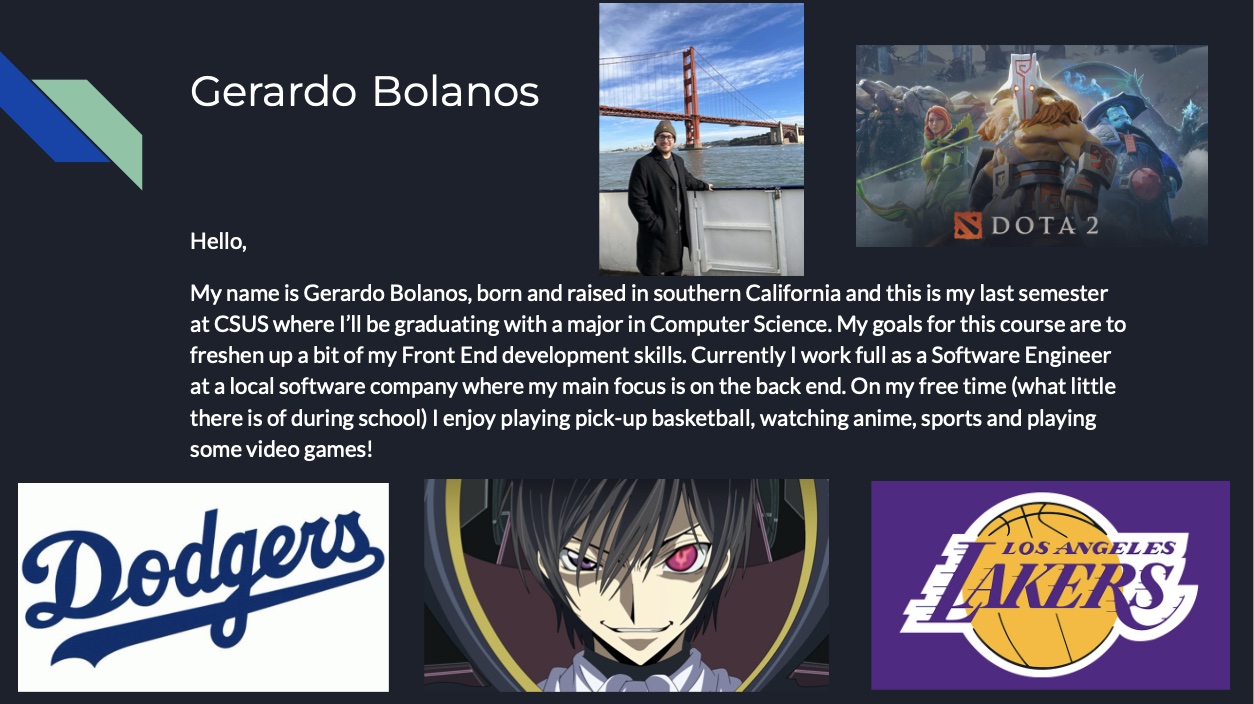 Gerardo Bolanos
DOTA 2
Hello,
My name is Gerardo Bolanos, born and raised in southern California and this is my last semester
at CSUS where I’ll be graduating with a major in Computer Science. My goals for this course are to
freshen up a bit of my Front End development skills. Currently I work full as a Software Engineer
at a local software company where my main focus is on the back end. On my free time (what little
there is of during school) I enjoy playing pick-up basketball, watching anime, sports and playing
some video games!
Dodgers
LOS ANGELES
LAKERS